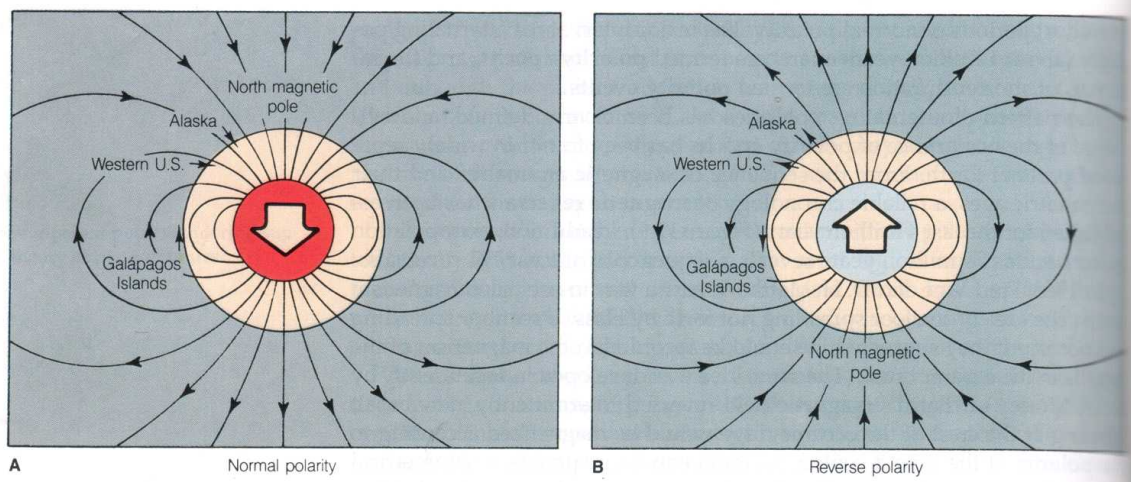 North magnetic
pole
Alaska
Western U.S.
Galápagos
Islands
A
Normal polarity
Alaska
Western U.S.
Galápagos
Islands
North magnetic
pole
B
Reverse polarity